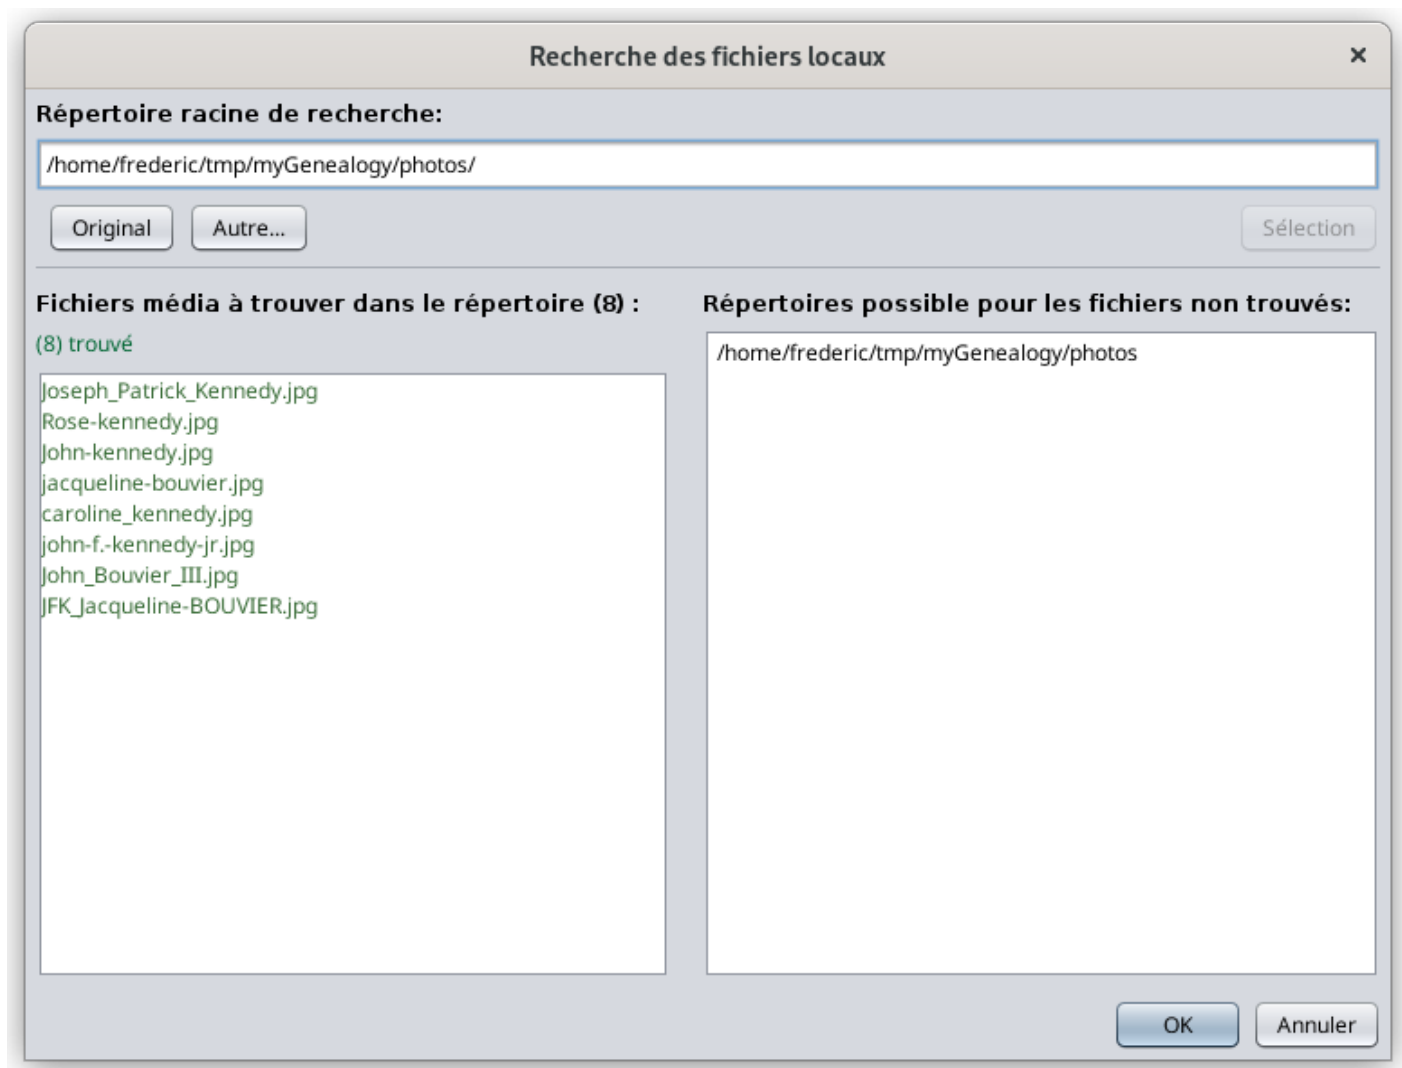 Recherche des fichiers locaux
Répertoire racine de recherche:
/home/frederic/tmp/myGenealogy/photos/
Original
Autre...
Sélection
Fichiers média à trouver dans le répertoire (8) :
(8) trouvé
Joseph_Patrick_Kennedy.jpg
Rose-kennedy.jpg
John-kennedy.jpg
jacqueline-bouvier.jpg
caroline_kennedy.jpg
john-f.-kennedy-jr.jpg
John_Bouvier_III.jpg
JFK_Jacqueline-BOUVIER.jpg
Répertoires possible pour les fichiers non trouvés:
/home/frederic/tmp/myGenealogy/photos
OK
Annuler